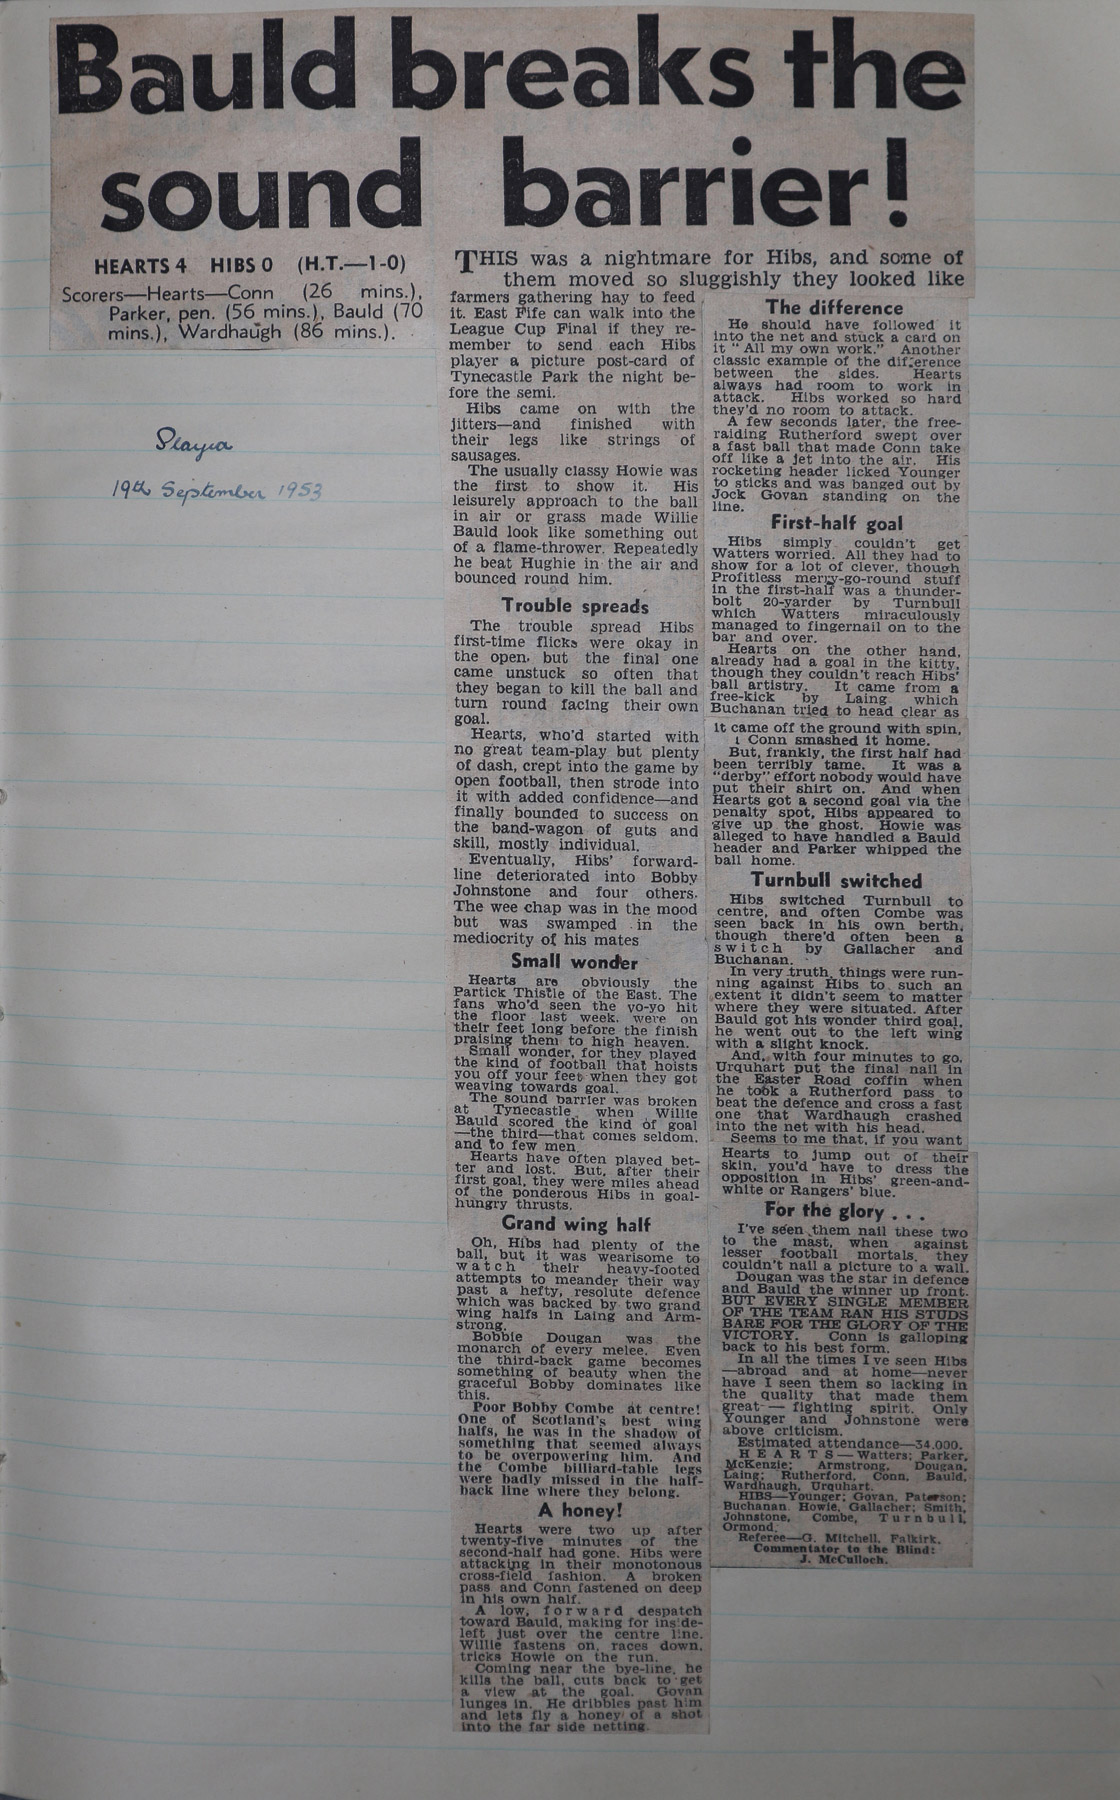 Bauld breaks the
sound barrier!
HEARTS 4 HIBS 0 (H.T.—1-0)
Scorers—Hearts—Conn (26 mins.),
Parker, pen. (56 mins.), Bauld (70
mins.), Wardhaugh (86 mins.).
Played
19th September 1953
THIS was a nightmare for Hibs, and some of
them moved so sluggishly they looked like
farmers gathering hay to feed
it. East Fife can walk into the
League Cup Final if they re-
member to send each Hibs
player a picture post-card of
Tynecastle Park the night be-
fore the semi.
Hibs came on with the
jitters—and finished with
their legs like strings of
sausages.
The usually classy Howie was
the first to show it. His
leisurely approach to the ball
in air or grass made Willie
Bauld look like something out
of a flame-thrower. Repeatedly
he beat Hughie in the air and
bounced round him.
Trouble spreads
The trouble spread Hibs
first-time flicks were okay in
the open, but the final one
came unstuck so often that
they began to kill the ball and
turn round facing their own
goal.
Hearts, who'd started with
no great team-play but plenty
of dash, crept into the game by
open football, then strode into
it with added confidence—and
finally bounded to success on
the band-wagon of guts and
skill, mostly individual.
Eventually, Hibs' forward-
line deteriorated into Bobby
Johnstone and four others.
The wee chap was in the mood
but was swamped in the
mediocrity of his mates
Small wonder
Hearts are obviously the
Partick Thistle of the East. The
fans who'd seen the yo-yo hit
the floor last week, were on
their feet long before the finish
praising them to high heaven.
Small wonder, for they played
the kind of football that hoists
you off your feet when they got
weaving towards goal.
The sound barrier was broken
at Tynecastle when Willie
Bauld scored the kind of goal
—the third—that comes seldom,
and to few men.
Hearts have often played bet-
ter and lost. But, after their
first goal, they were miles ahead
of the ponderous Hibs in goal-
hungry thrusts.
Grand wing half
Oh, Hibs had plenty of the
ball, but it was wearisome to
watch their heavy-footed
attempts to meander their way
past a hefty, resolute defence
which was backed by two grand
wing halfs in Laing and Arm-
strong.
Bobbie Dougan was the
monarch of every melee. Even
the third-back game becomes
something of beauty when the
graceful Bobby dominates like
this.
Poor Bobby Combe at centre!
One of Scotland's best wing
halfs, he was in the shadow of
something that seemed always
to be overpowering him. And
the Combe billiard-table legs
were badly missed in the half-
back line where they belong.
A honey!
Hearts were two up after
twenty-five minutes of the
second-half had gone. Hibs were
attacking in their monotonous
cross-field fashion. A broken
pass and Conn fastened on deep
in his own half.
A low, forward despatch
toward Bauld, making for inside-
left just over the centre line.
Willie fastens on, races down,
tricks Howie on the run.
Coming near the bye-line, he
kills the ball, cuts back to get
a view at the goal. Govan
lunges in. He dribbles past him
and lets fly a honey of a shot
into the far side netting.
The difference
He should have followed it
into the net and stuck a card on
it "All my own work." Another
classic example of the difference
between the sides. Hearts
always had room to work in
attack. Hibs worked so hard
they'd no room to attack.
A few seconds later, the free-
raiding Rutherford swept over
a fast ball that made Conn take
off like a jet into the air. His
rocketing header licked Younger
to sticks and was banged out by
Jock Govan standing on the
line.
First-half goal
Hibs simply couldn't get
Watters worried. All they had to
show for a lot of clever, though
Profitless merry-go-round stuff
in the first-half was a thunder-
bolt 20-yarder by Turnbull
which Watters miraculously
managed to fingernail on to the
bar and over.
Hearts on the other hand,
already had a goal in the kitty,
though they couldn't reach Hibs'
ball artistry. It came from a
free-kick by Laing which
Buchanan tried to head clear as
it came off the ground with spin,
Conn smashed it home.
But, frankly, the first half had
been terribly tame. It was a
"derby" effort nobody would have
put their shirt on. And when
Hearts got a second goal via the
penalty spot, Hibs appeared to
give up the ghost. Howie was
alleged to have handled a Bauld
header and Parker whipped the
ball home.
Turnbull switched
Hibs switched Turnbull to
centre, and often Combe was
seen back in his own berth,
though there'd often been a
switch by Gallacher and
Buchanan.
In very truth, things were run-
ning against Hibs to such an
extent it didn't seem to matter
where they were situated. After
Bauld got his wonder third goal,
he went out to the left wing
with a slight knock.
And, with four minutes to go,
Urquhart put the final nail in
the Easter Road coffin when
he took a Rutherford pass to
beat the defence and cross a fast
one that Wardhaugh crashed
into the net with his head.
Seems to me that, if you want
Hearts to jump out of their
skin, you'd have to dress the
opposition in Hibs' green-and-
white or Rangers' blue.
For the glory . . .
I've seen them nail these two
to the mast, when against
lesser football mortals, they
couldn't nail a picture to a wall.
Dougan was the star in defence
and Bauld the winner up front.
BUT EVERY SINGLE MEMBER
OF THE TEAM RAN HIS STUDS
BARE FOR THE GLORY OF THE
VICTORY. Conn is galloping
back to his best form.
In all the times I've seen Hibs
—abroad and at home—never
have I seen them so lacking in
the quality that made them
great — fighting spirit. Only
Younger and Johnstone were
above criticism.
Estimated attendance—34,000.
HEARTS — Watters; Parker,
McKenzie; Armstrong, Dougan,
Laing; Rutherford, Conn, Bauld,
Wardhaugh, Urquhart.
HIBS—Younger; Govan, Paterson;
Buchanan, Howie, Gallacher; Smith,
Johnstone, Combe, Turnbull,
Ormond.
Referee—G. Mitchell, Falkirk.
Commentator to the Blind:
J. McCulloch.